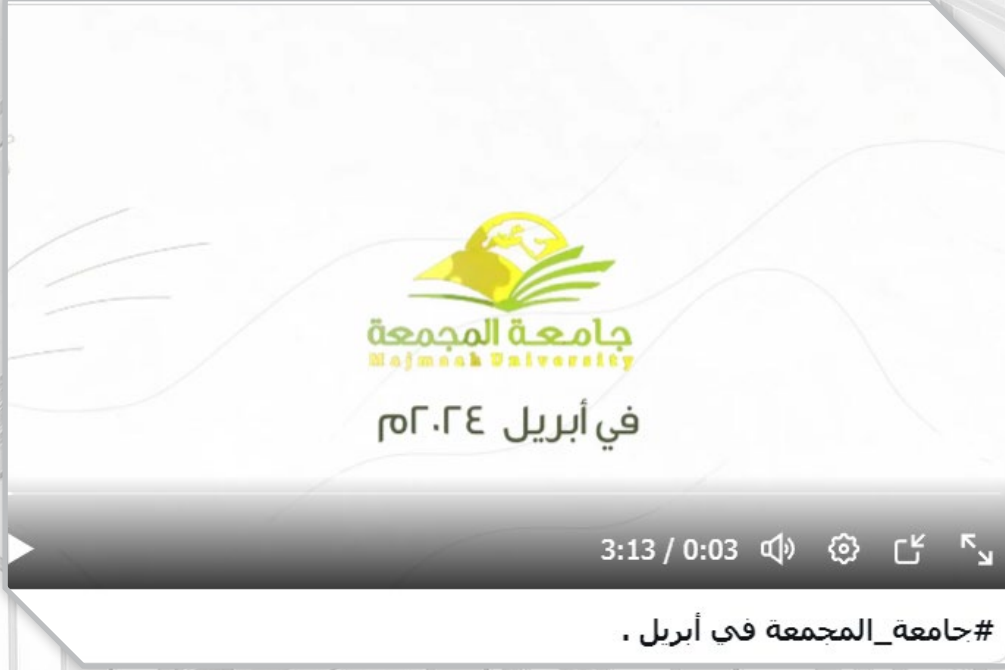 جامعة المجمعة
Majmaah University
في أبريل ٢٠٢٤م
3:13 / 0:03
#جامعة_المجمعة في أبريل .